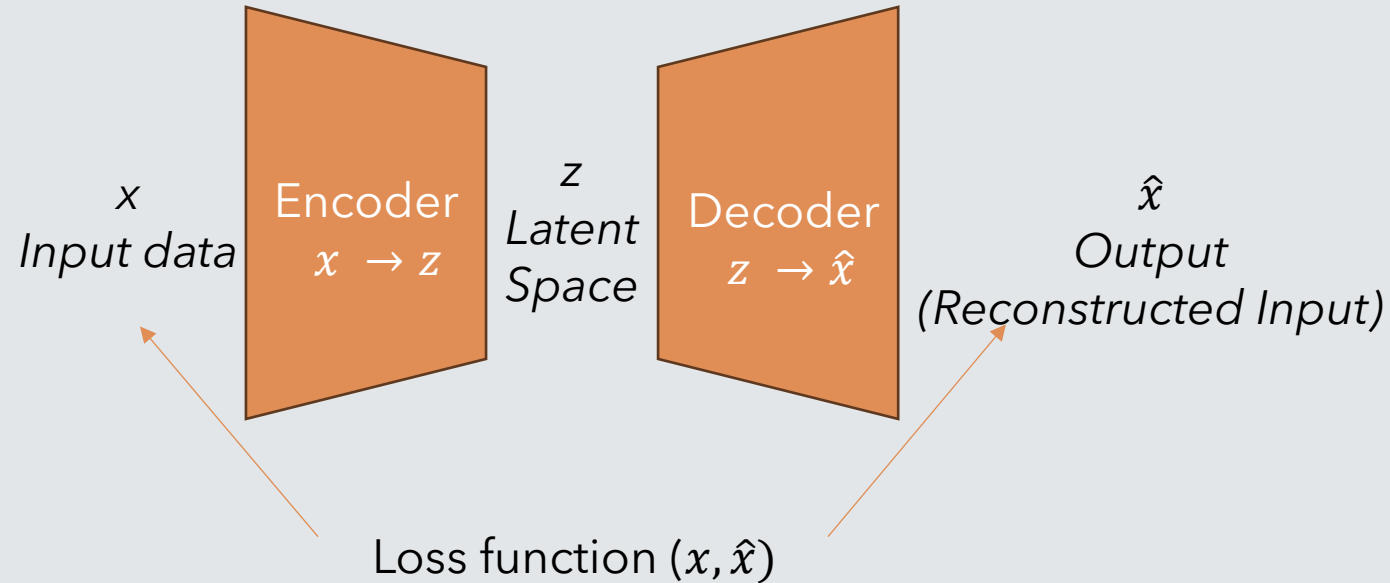 x
Input data
Encoder
x → z
z
Latent
Space
Decoder
z → x̂
x̂
Output
(Reconstructed Input)
Loss function (x, x̂)